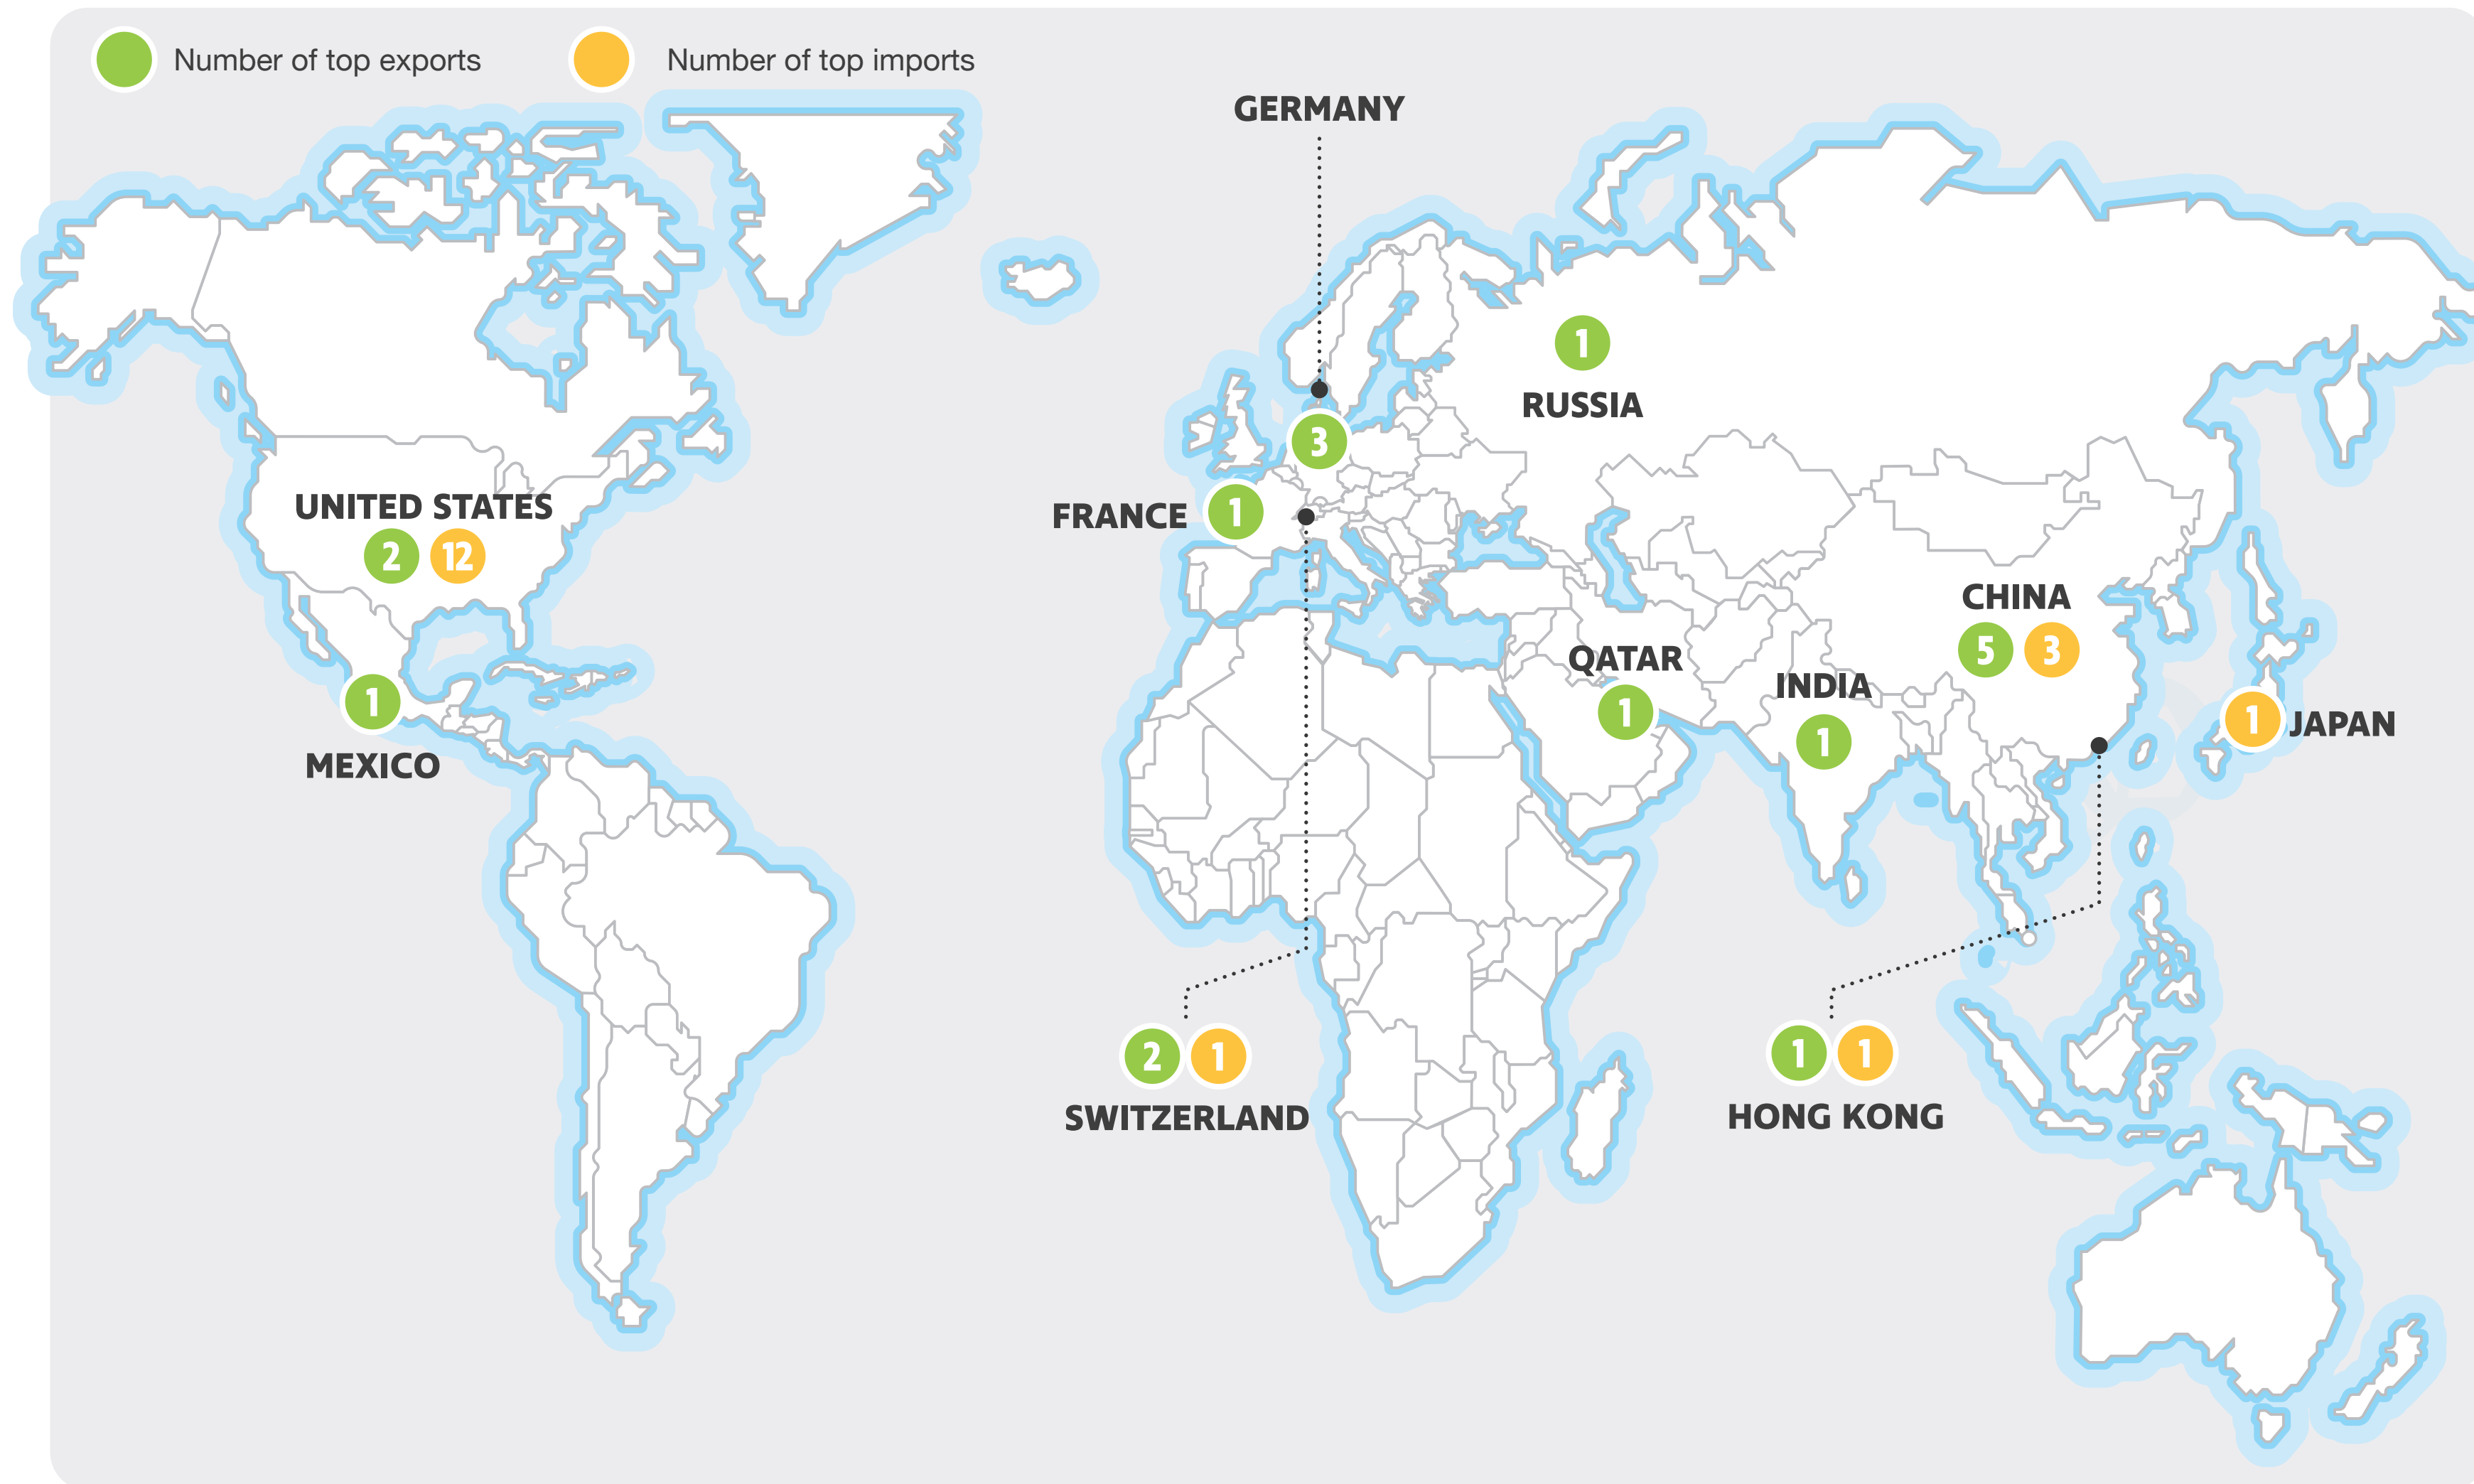 Number of top exports
Number of top imports
GERMANY
1
RUSSIA
3
FRANCE 1
UNITED STATES
2 12
CHINA
5 3
QATAR
1
INDIA
1
1 JAPAN
1
MEXICO
2 1
SWITZERLAND
1 1
HONG KONG